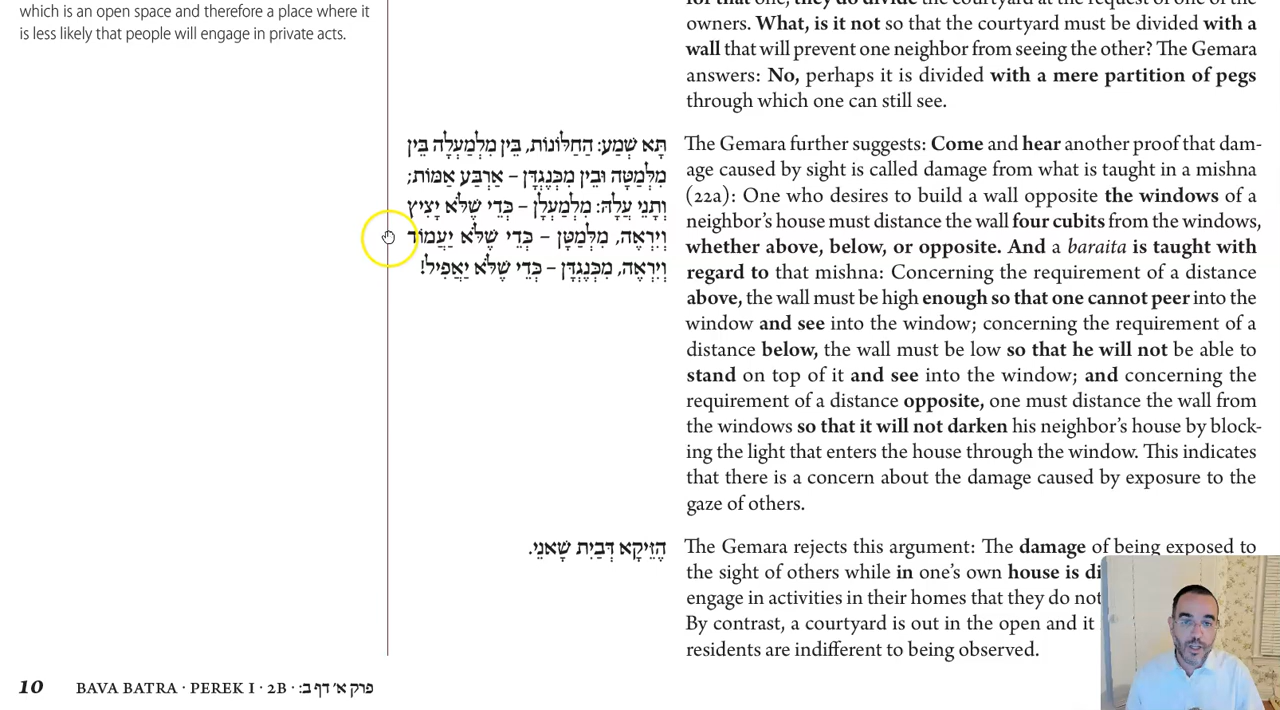 which is an open space and therefore a place where it
is less likely that people will engage in private acts.
for that one, they do divide the courtyard at the request of one of the
owners. What, is it not so that the courtyard must be divided with a
wall that will prevent one neighbor from seeing the other? The Gemara
answers: No, perhaps it is divided with a mere partition of pegs
through which one can still see.
תָּא שְׁמַע: הַחַלּוֹנוֹת, בֵּין מִלְמַעְלָה בֵּין
מִלְּמַטָּה וּבֵין מִכְּנֶגְדָּן – אַרְבַּע אַמּוֹת;
וְתָנֵי עֲלַהּ: מִלְמַעְלָן – כְּדֵי שֶׁלֹּא יָצִיץ
וְיִרְאֶה, מִלְּמַטָּן – כְּדֵי שֶׁלֹּא יַעֲמוֹד
וְיִרְאֶה, מִכְּנֶגְדָּן – כְּדֵי שֶׁלֹּא יַאֲפִיל!
The Gemara further suggests: Come and hear another proof that dam-
age caused by sight is called damage from what is taught in a mishna
(22a): One who desires to build a wall opposite the windows of a
neighbor's house must distance the wall four cubits from the windows,
whether above, below, or opposite. And a baraita is taught with
regard to that mishna: Concerning the requirement of a distance
above, the wall must be high enough so that one cannot peer into the
window and see into the window; concerning the requirement of a
distance below, the wall must be low so that he will not be able to
stand on top of it and see into the window; and concerning the
requirement of a distance opposite, one must distance the wall from
the windows so that it will not darken his neighbor's house by block-
ing the light that enters the house through the window. This indicates
that there is a concern about the damage caused by exposure to the
gaze of others.
הֶזֵּיקָא דְּבַיִת שָׁאנֵי.
The Gemara rejects this argument: The damage of being exposed to
the sight of others while in one's own house is
engage in activities in their homes that they do not
By contrast, a courtyard is out in the open and it
residents are indifferent to being observed.
10 BAVA BATRA · PEREK I · 2B · פרק א׳ דף ב: